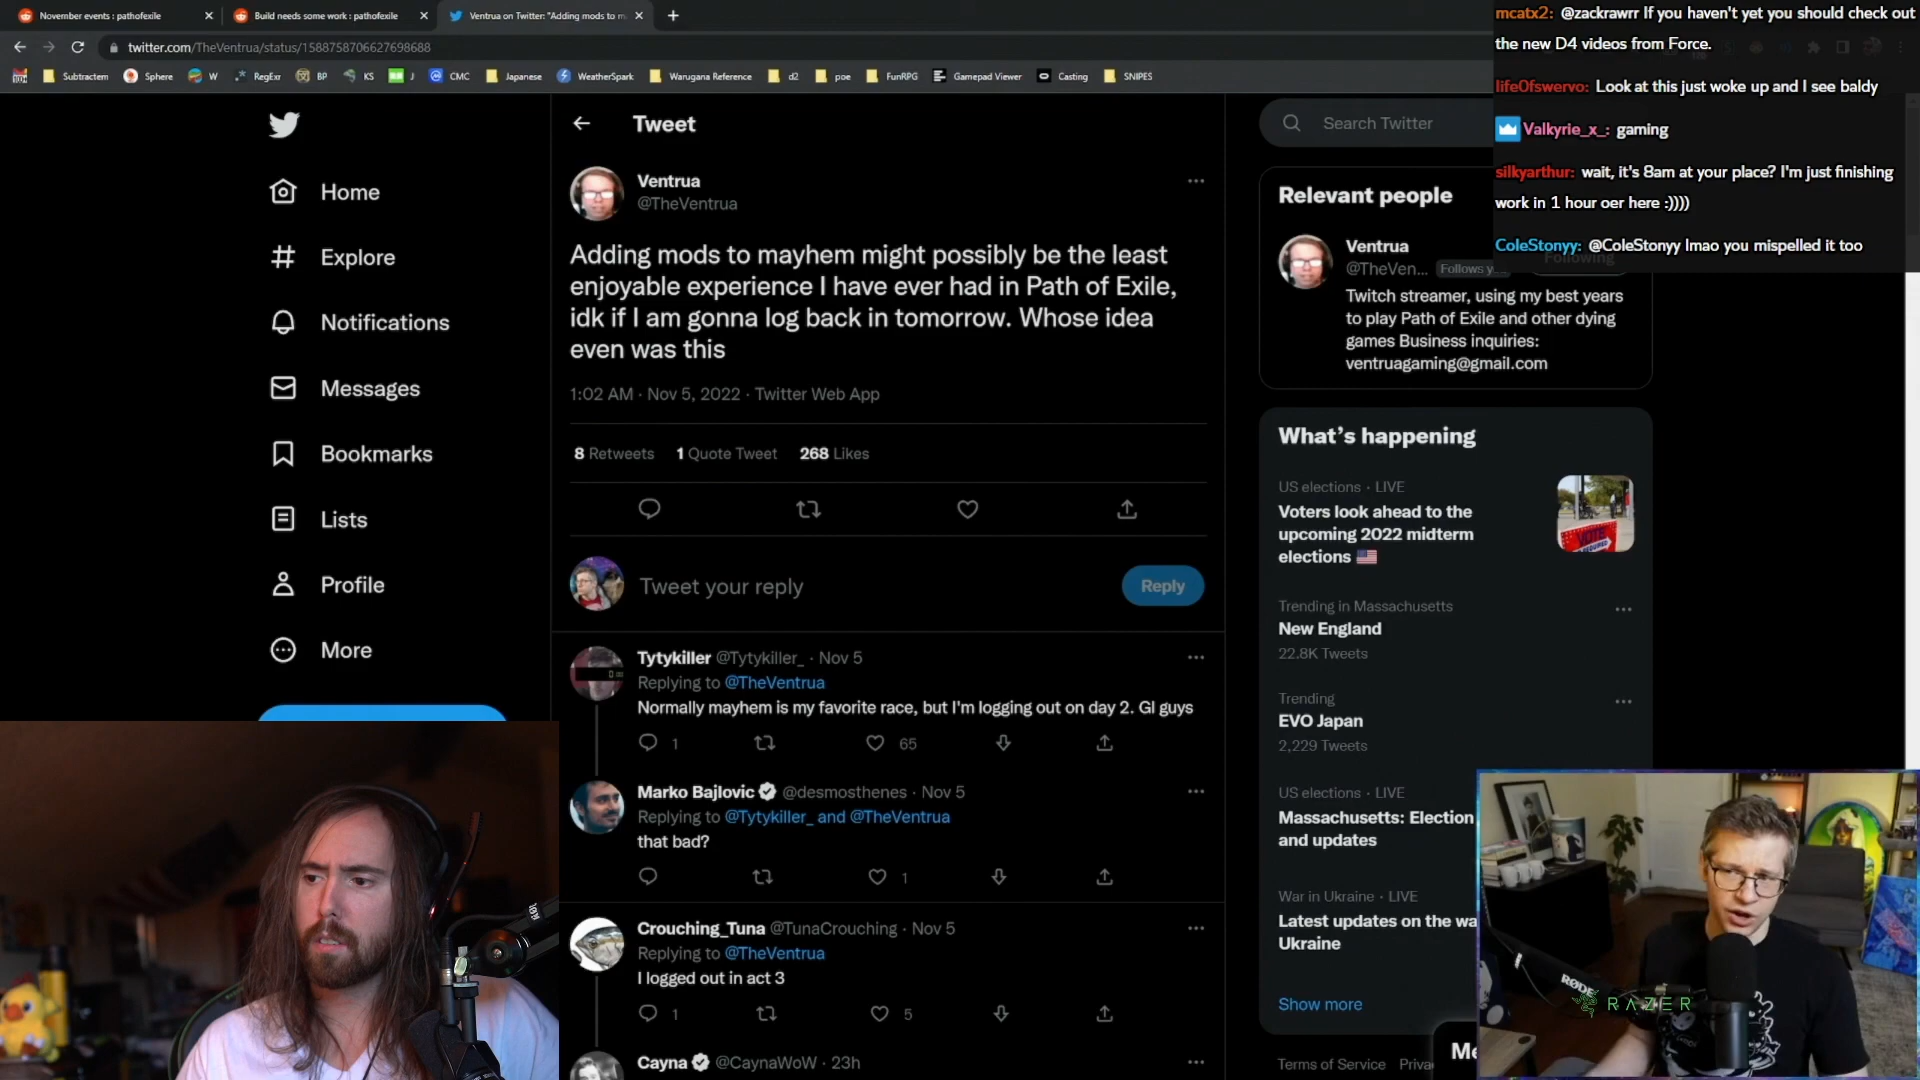 November events : pathofexile
Build needs some work : pathofexile
Ventrua on Twitter: "Adding mods to m
twitter.com/TheVentrua/status/1588758706627698688
Subtractem
Sphere
W
RegExr
BP
KS
J
CMC
Japanese
WeatherSpark
Warugana Reference
d2
poe
FunRPG
Gamepad Viewer
Casting
SNIPES
mcatx2: @zackrawrr If you haven't yet you should check out
the new D4 videos from Force.
lifeOfswervo: Look at this just woke up and I see baldy
Valkyrie_x_: gaming
silkyarthur: wait, it's 8am at your place? I'm just finishing
work in 1 hour oer here :))))
ColeStonyy: @ColeStonyy lmao you mispelled it too
Home
Explore
Notifications
Messages
Bookmarks
Lists
Profile
More
Tweet
Ventrua
@TheVentrua
Adding mods to mayhem might possibly be the least
enjoyable experience I have ever had in Path of Exile,
idk if I am gonna log back in tomorrow. Whose idea
even was this
1:02 AM · Nov 5, 2022 · Twitter Web App
8 Retweets 1 Quote Tweet 268 Likes
Tweet your reply
Reply
Tytykiller @Tytykiller_ · Nov 5
Replying to @TheVentrua
Normally mayhem is my favorite race, but I'm logging out on day 2. Gl guys
1 65
Marko Bajlovic @desmosthenes · Nov 5
Replying to @Tytykiller_ and @TheVentrua
that bad?
1
Crouching_Tuna @TunaCrouching · Nov 5
Replying to @TheVentrua
I logged out in act 3
1 5
Cayna @CaynaWoW · 23h
Search Twitter
Relevant people
Ventrua
@TheVen... Follows you
Following
Twitch streamer, using my best years
to play Path of Exile and other dying
games Business inquiries:
ventruagaming@gmail.com
What's happening
US elections · LIVE
Voters look ahead to the
upcoming 2022 midterm
elections 🇺🇸
VOTE
Trending in Massachusetts
New England
22.8K Tweets
Trending
EVO Japan
2,229 Tweets
US elections · LIVE
Massachusetts: Election
and updates
War in Ukraine · LIVE
Latest updates on the wa
Ukraine
Show more
Terms of Service Priva
Me
RØDE
RØDE
RAZER